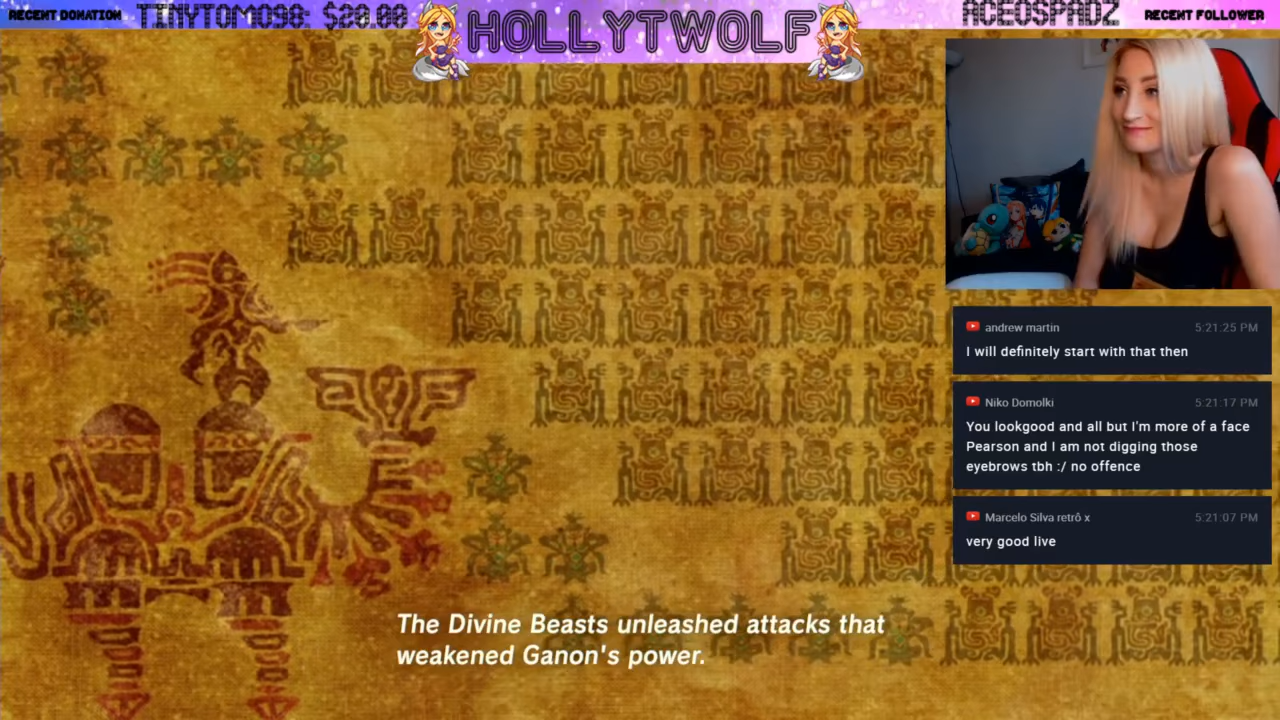 RECENT DONATION
TINYTOMO98: $20.00
HOLLYTWOLF
ACEOSPADZ
RECENT FOLLOWER
andrew martin 5:21:25 PM
I will definitely start with that then
Niko Domolki 5:21:17 PM
You lookgood and all but I'm more of a face
Pearson and I am not digging those
eyebrows tbh :/ no offence
Marcelo Silva retrô x 5:21:07 PM
very good live
The Divine Beasts unleashed attacks that
weakened Ganon's power.